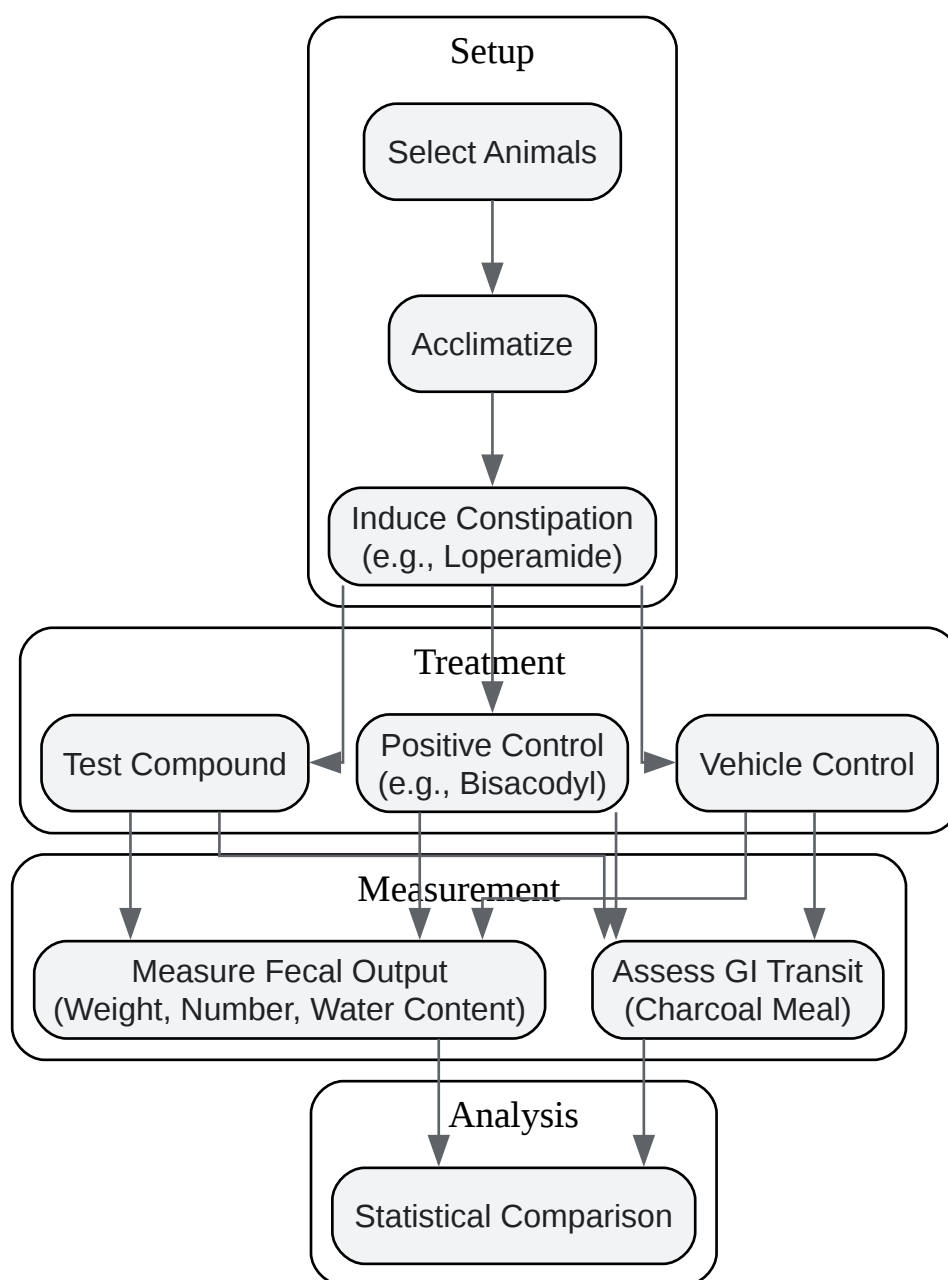 Setup
Select Animals
Acclimatize
Induce Constipation
(e.g., Loperamide)
Treatment
Test Compound
Positive Control
(e.g., Bisacodyl)
Vehicle Control
Measurement
Measure Fecal Output
(Weight, Number, Water Content)
Assess GI Transit
(Charcoal Meal)
Analysis
Statistical Comparison